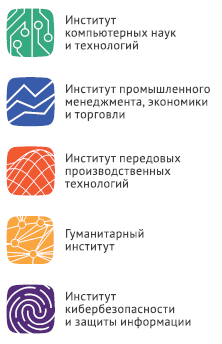 Институт
компьютерных наук
и технологий
Институт промышленного
менеджмента, экономики
и торговли
Институт передовых
производственных
технологий
Гуманитарный
институт
Институт
кибербезопасности
и защиты информации